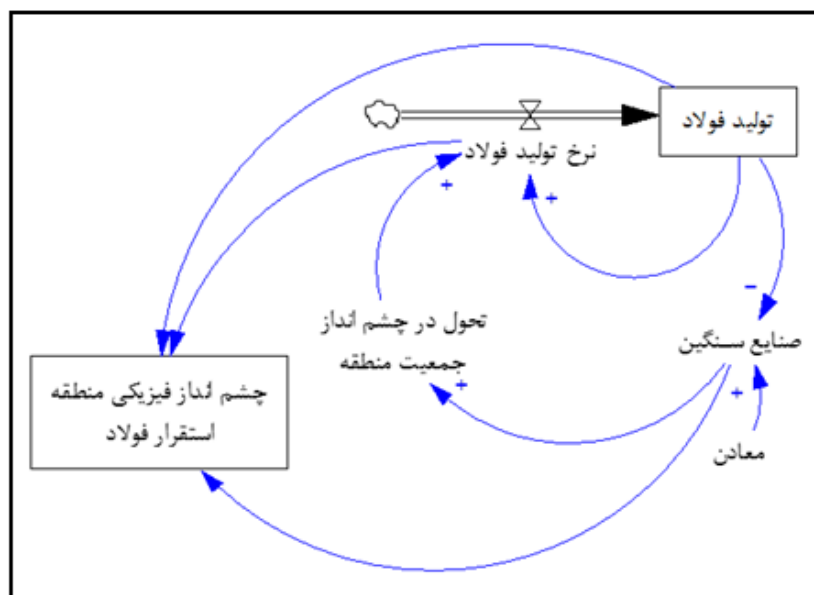 تولید فولاد
نرخ تولید فولاد
+
+
تحول در چشم انداز
جمعیت منطقه
-
صنایع سنگین
+
+
معادن
چشم انداز فیزیکی منطقه
استقرار فولاد